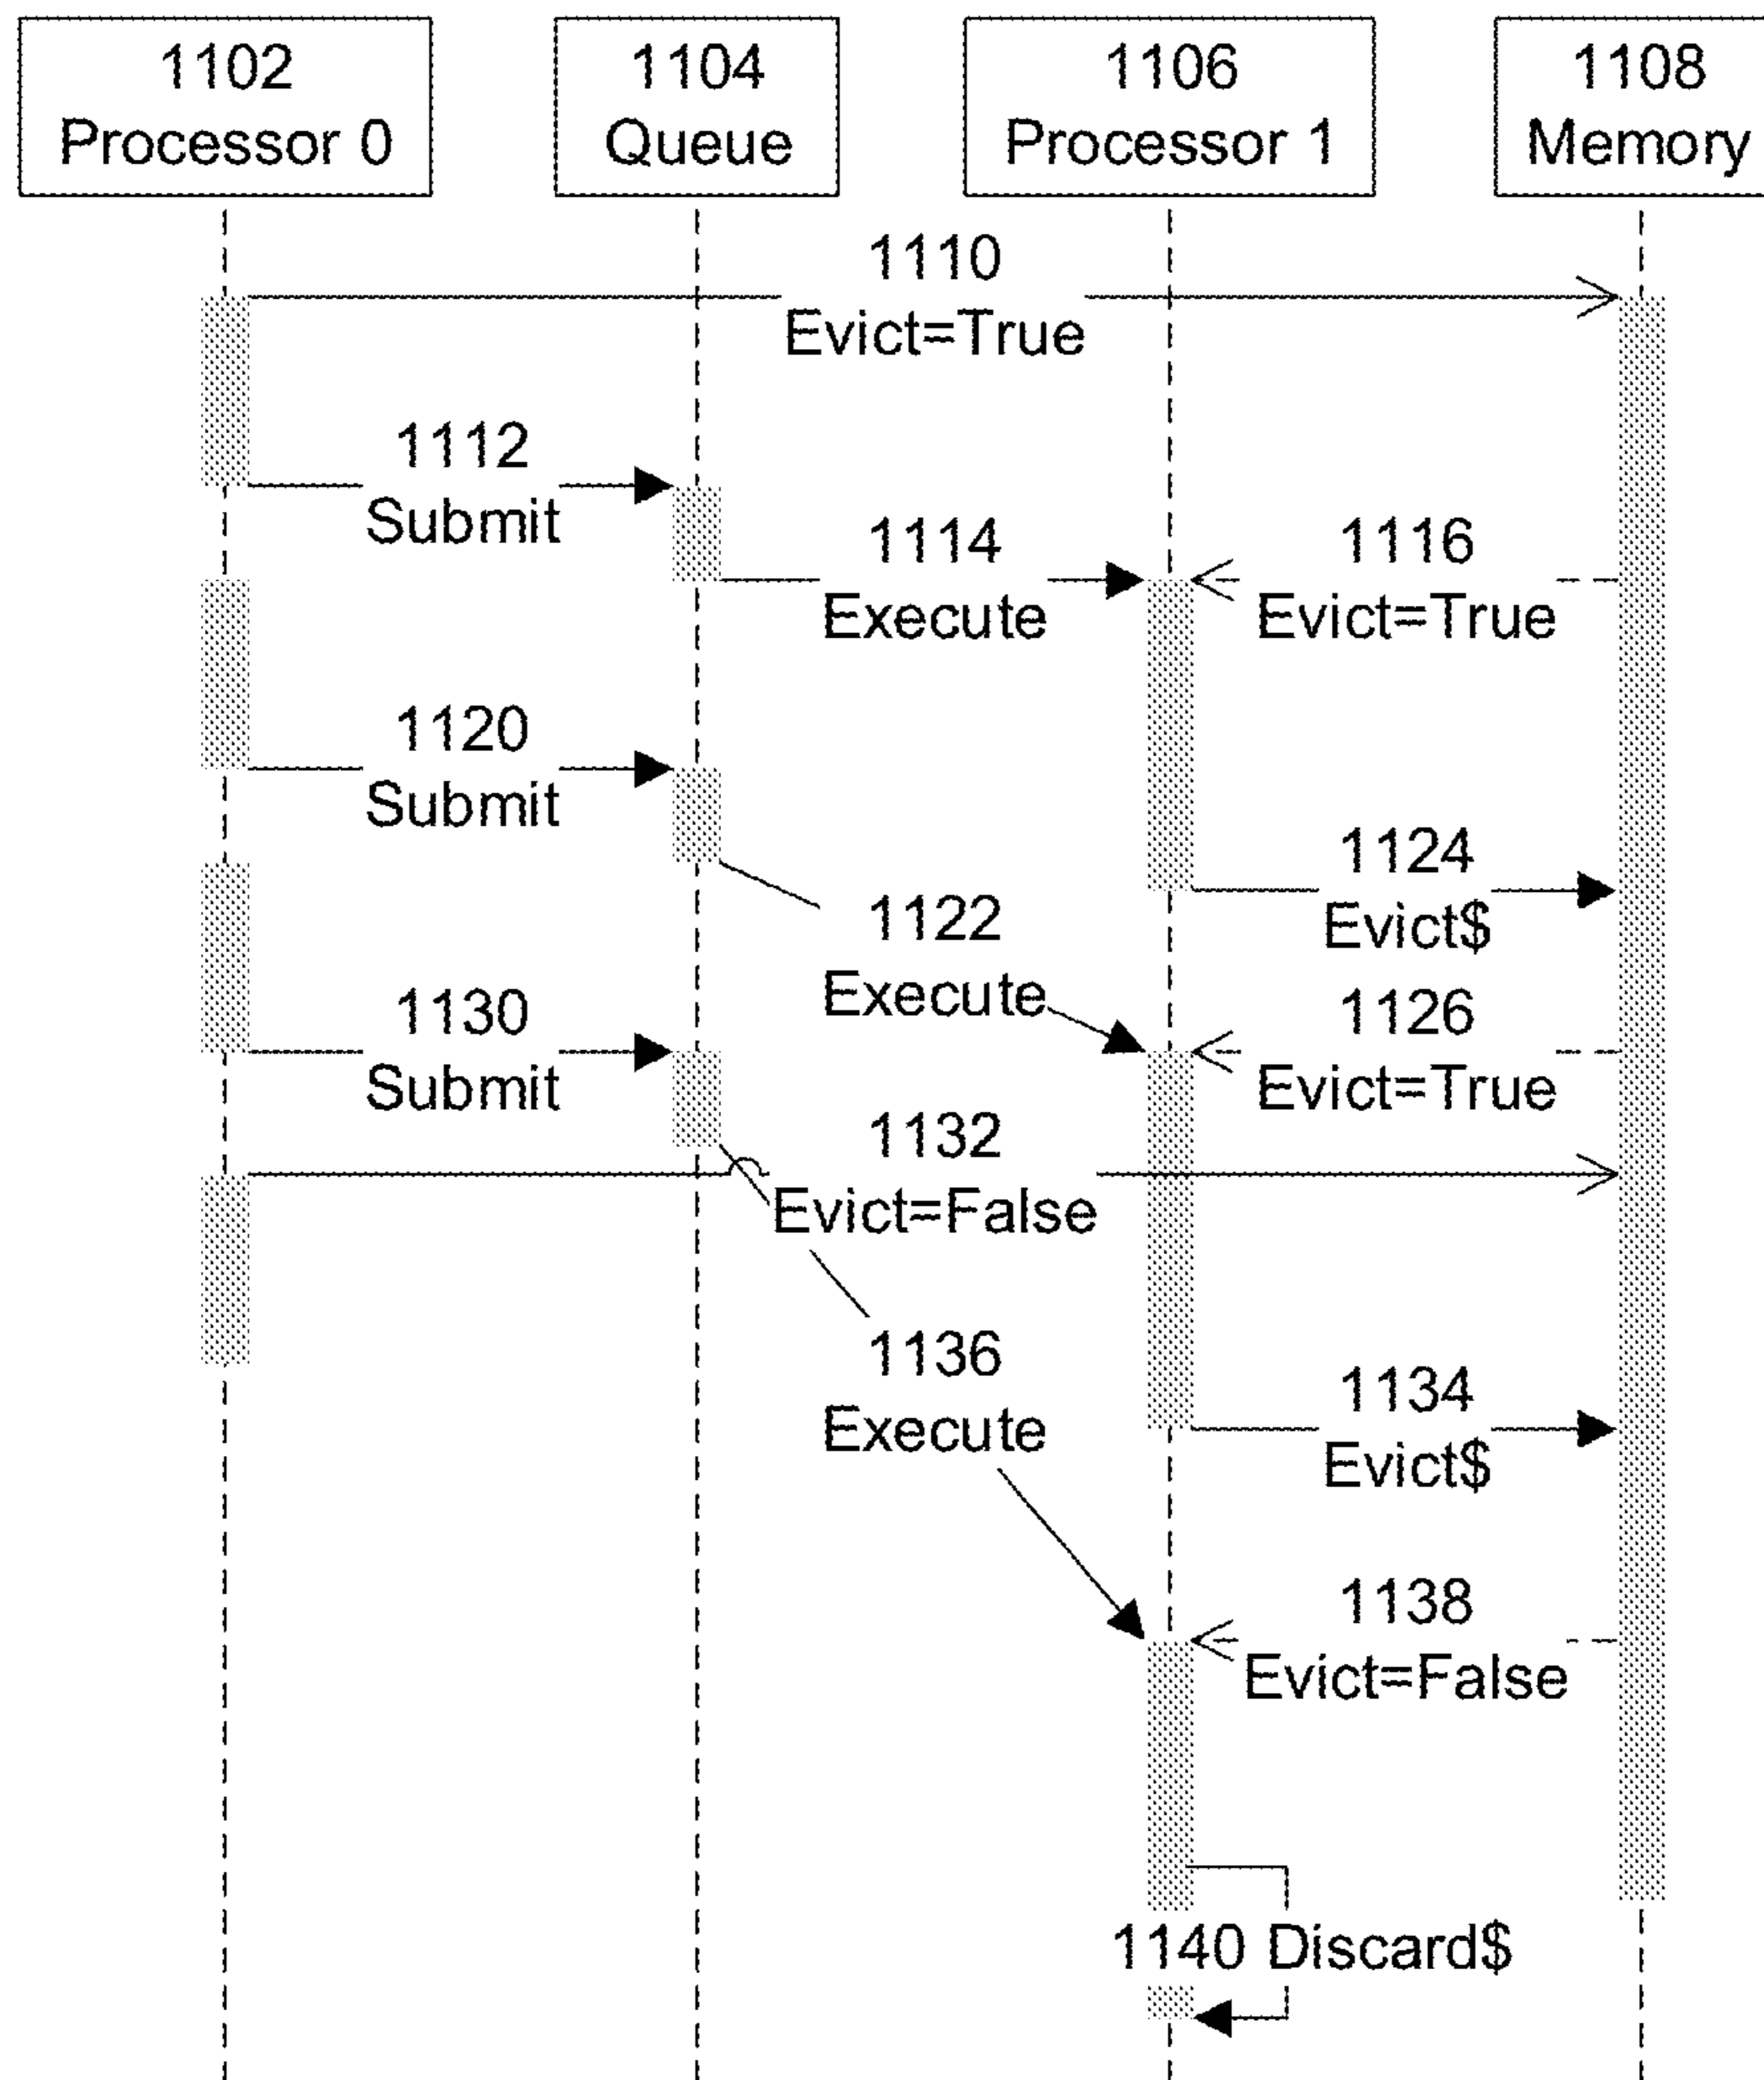 1102
Processor 0
1104
Queue
1106
Processor 1
1108
Memory
1110
Evict=True
1112
Submit
1114
Execute
1116
Evict=True
1120
Submit
1124
Evict$
1122
Execute
1126
Evict=True
1130
Submit
1132
Evict=False
1136
Execute
1134
Evict$
1138
Evict=False
1140 Discard$